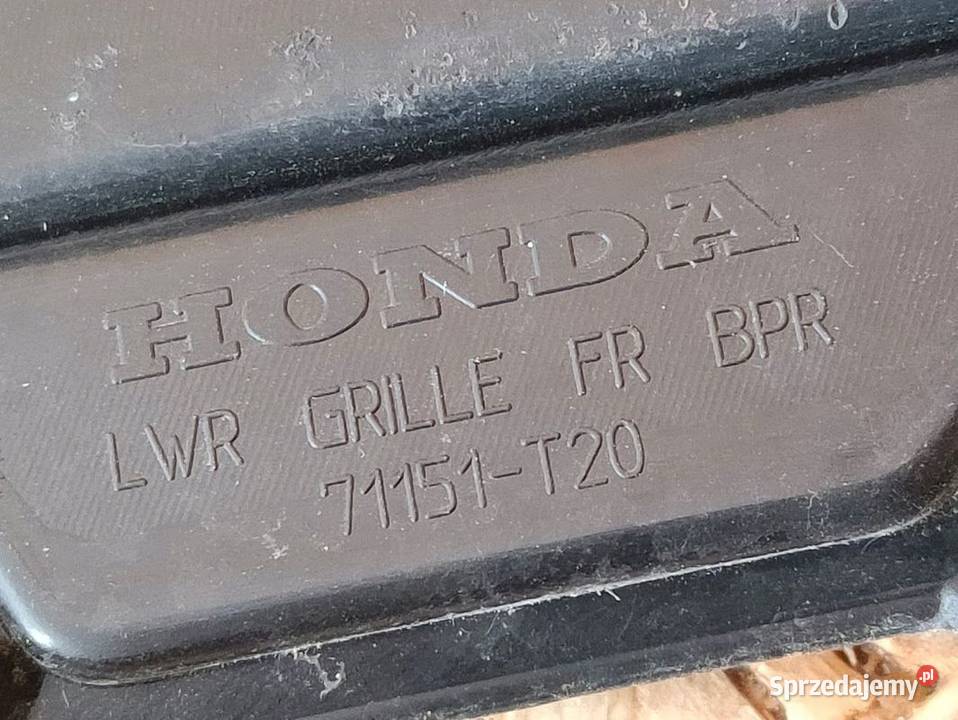 HONDA
LWR GRILLE FR BPR
71151-T20
Sprzedajemy.pl